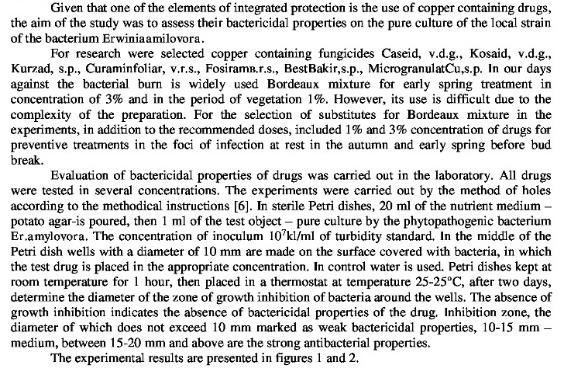 Given that one of the elements of integrated protection is the use of copper containing drugs,
the aim of the study was to assess their bactericidal properties on the pure culture of the local strain
of the bacterium Erwiniaamilovora.
For research were selected copper containing fungicides Caseid, v.d.g., Kosaid, v.d.g.,
Kurzad, s.p., Curaminfoliar, v.r.s., Fosirams.r.s., BestBakir,s.p., MicrogranulatCu,s.p. In our days
against the bacterial burn is widely used Bordeaux mixture for early spring treatment in
concentration of 3% and in the period of vegetation 1%. However, its use is difficult due to the
complexity of the preparation. For the selection of substitutes for Bordeaux mixture in the
experiments, in addition to the recommended doses, included 1% and 3% concentration of drugs for
preventive treatments in the foci of infection at rest in the autumn and early spring before bud
break.
Evaluation of bactericidal properties of drugs was carried out in the laboratory. All drugs
were tested in several concentrations. The experiments were carried out by the method of holes
according to the methodical instructions [6]. In sterile Petri dishes, 20 ml of the nutrient medium –
potato agar-is poured, then 1 ml of the test object – pure culture by the phytopathogenic bacterium
Er.amylovora. The concentration of inoculum 10⁷kl/ml of turbidity standard. In the middle of the
Petri dish wells with a diameter of 10 mm are made on the surface covered with bacteria, in which
the test drug is placed in the appropriate concentration. In control water is used. Petri dishes kept at
room temperature for 1 hour, then placed in a thermostat at temperature 25-25°C, after two days,
determine the diameter of the zone of growth inhibition of bacteria around the wells. The absence of
growth inhibition indicates the absence of bactericidal properties of the drug. Inhibition zone, the
diameter of which does not exceed 10 mm marked as weak bactericidal properties, 10-15 mm –
medium, between 15-20 mm and above are the strong antibacterial properties.
The experimental results are presented in figures 1 and 2.